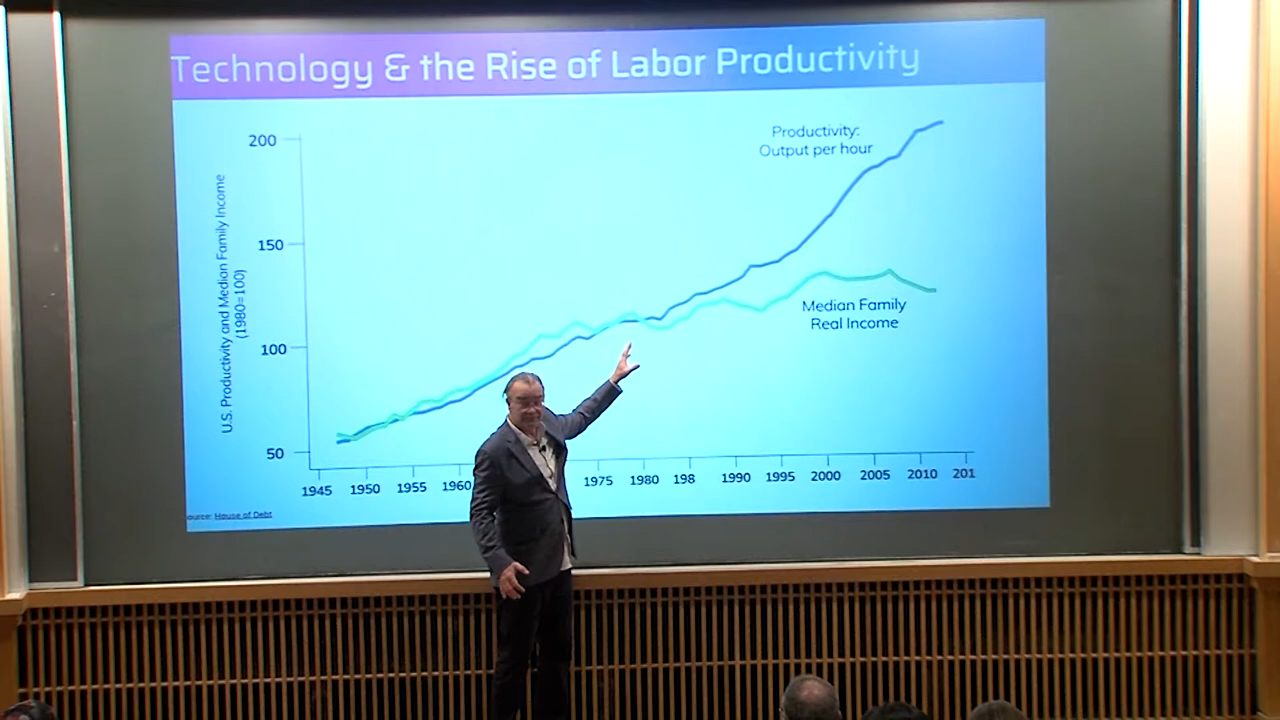 Technology & the Rise of Labor Productivity
200
150
100
50
U.S. Productivity and Median Family Income
(1980=100)
Productivity:
Output per hour
Median Family
Real Income
1945 1950 1955 1960 1975 1980 198 1990 1995 2000 2005 2010 201
ource: House of Debt